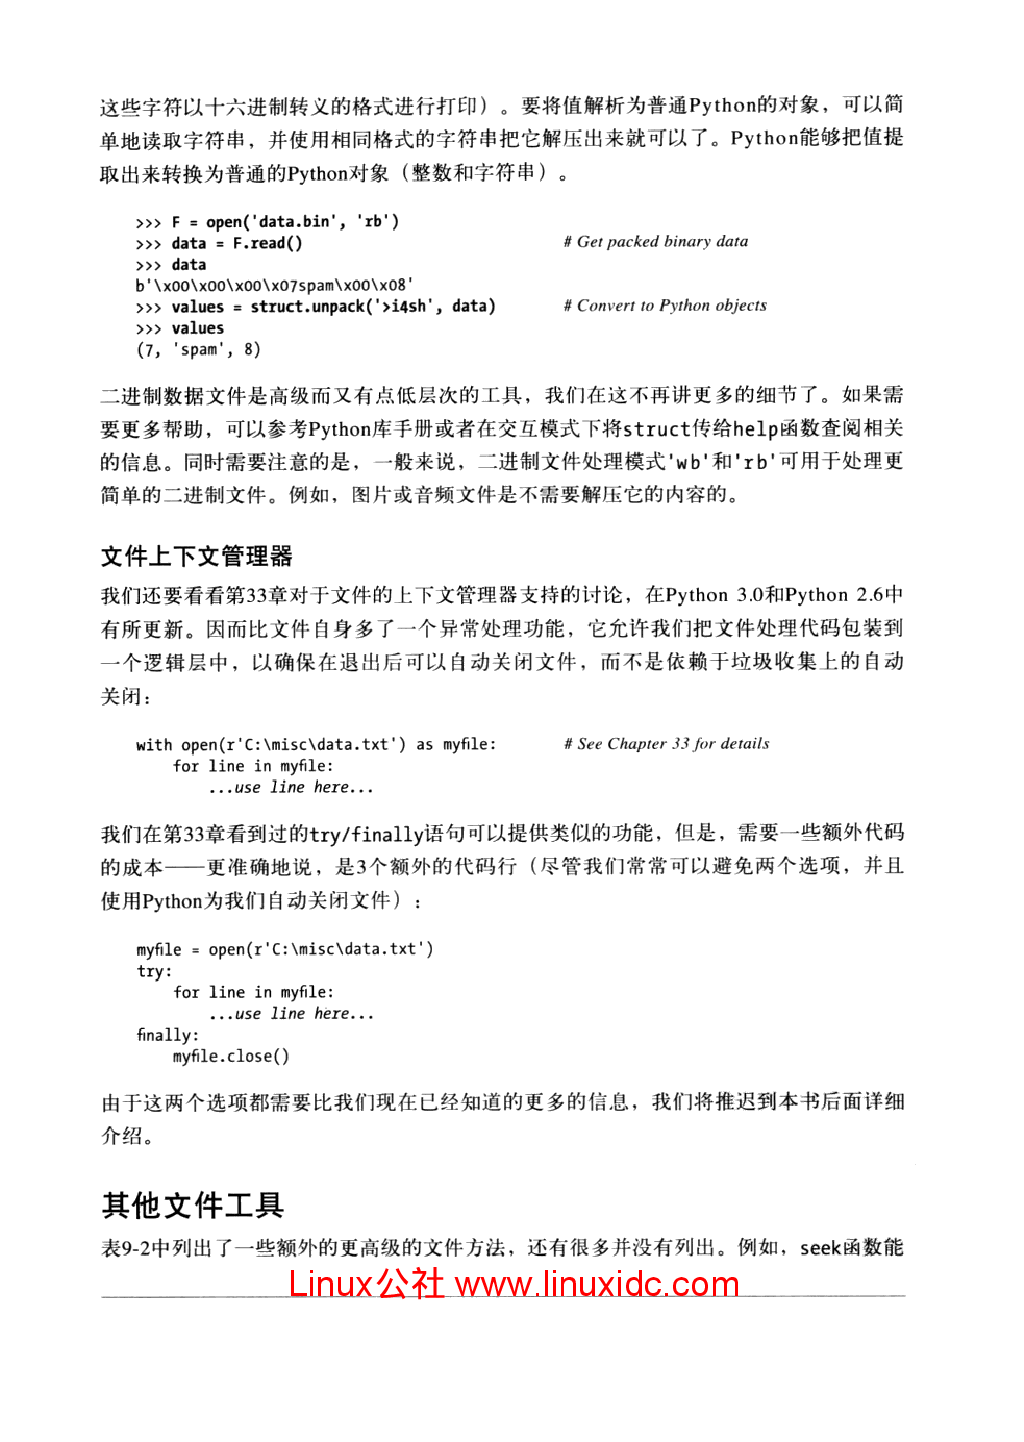 这些字符以十六进制转义的格式进行打印）。要将值解析为普通Python的对象，可以简
单地读取字符串，并使用相同格式的字符串把它解压出来就可以了。Python能够把值提
取出来转换为普通的Python对象（整数和字符串）。
>>> F = open('data.bin', 'rb')
>>> data = F.read() # Get packed binary data
>>> data
b'\x00\x00\x00\x07spam\x00\x08'
>>> values = struct.unpack('>i4sh', data) # Convert to Python objects
>>> values
(7, 'spam', 8)
二进制数据文件是高级而又有点低层次的工具，我们在这不再讲更多的细节了。如果需
要更多帮助，可以参考Python库手册或者在交互模式下将struct传给help函数查阅相关
的信息。同时需要注意的是，一般来说，二进制文件处理模式'wb'和'rb'可用于处理更
简单的二进制文件。例如，图片或音频文件是不需要解压它的内容的。
文件上下文管理器
我们还要看看第33章对于文件的上下文管理器支持的讨论，在Python 3.0和Python 2.6中
有所更新。因而比文件自身多了一个异常处理功能，它允许我们把文件处理代码包装到
一个逻辑层中，以确保在退出后可以自动关闭文件，而不是依赖于垃圾收集上的自动
关闭：
with open(r'C:\misc\data.txt') as myfile: # See Chapter 33 for details
for line in myfile:
...use line here...
我们在第33章看到过的try/finally语句可以提供类似的功能，但是，需要一些额外代码
的成本——更准确地说，是3个额外的代码行（尽管我们常常可以避免两个选项，并且
使用Python为我们自动关闭文件）：
myfile = open(r'C:\misc\data.txt')
try:
for line in myfile:
...use line here...
finally:
myfile.close()
由于这两个选项都需要比我们现在已经知道的更多的信息，我们将推迟到本书后面详细
介绍。
其他文件工具
表9-2中列出了一些额外的更高级的文件方法，还有很多并没有列出。例如，seek函数能
Linux公社 www.linuxidc.com